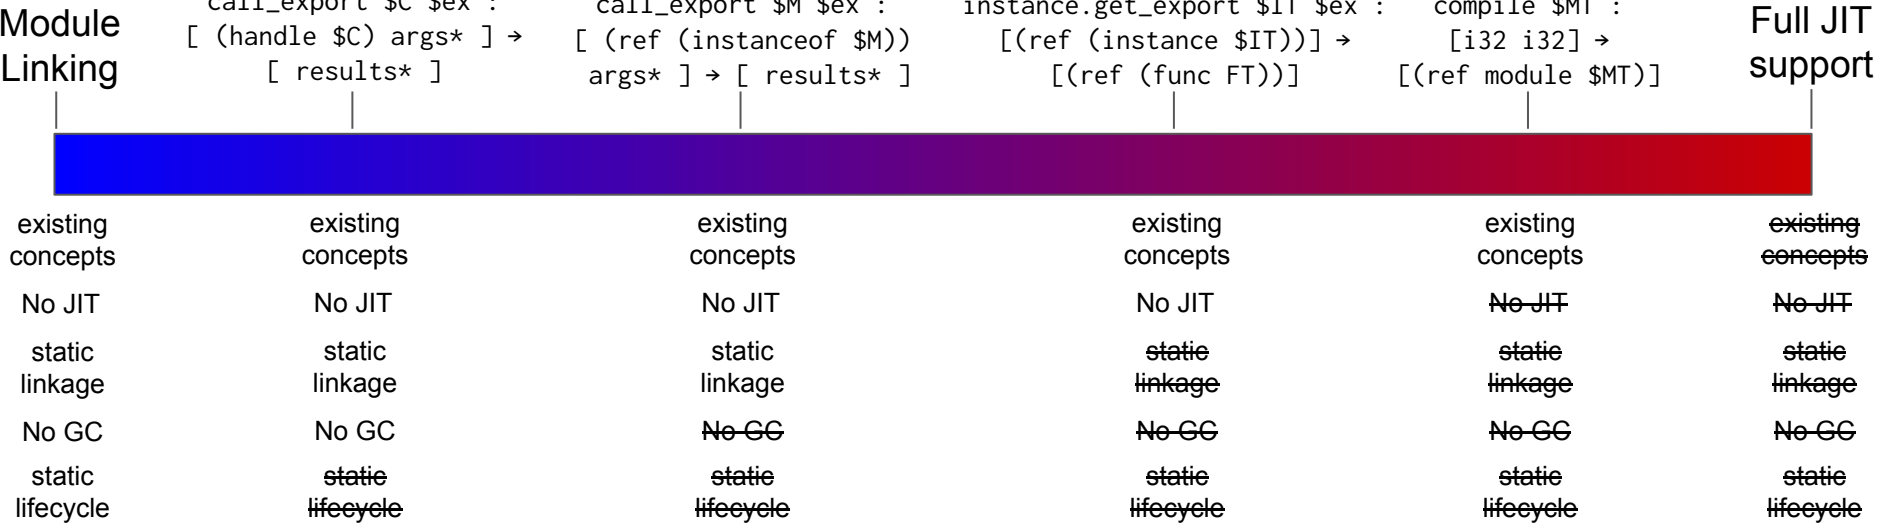 Module
Linking
call_export $C $ex :
[ (handle $C) args* ] →
[ results* ]
call_export $M $ex :
[ (ref (instanceof $M))
args* ] → [ results* ]
instance.get_export $IT $ex :
[(ref (instance $IT))] →
[(ref (func FT))]
compile $MT :
[i32 i32] →
[(ref module $MT)]
Full JIT
support
existing
concepts
No JIT
static
linkage
No GC
static
lifecycle
existing
concepts
No JIT
static
linkage
No GC
static
lifecycle
existing
concepts
No JIT
static
linkage
No GC
static
lifecycle
existing
concepts
No JIT
static
linkage
No GC
static
lifecycle
existing
concepts
No JIT
static
linkage
No GC
static
lifecycle
existing
concepts
No JIT
static
linkage
No GC
static
lifecycle